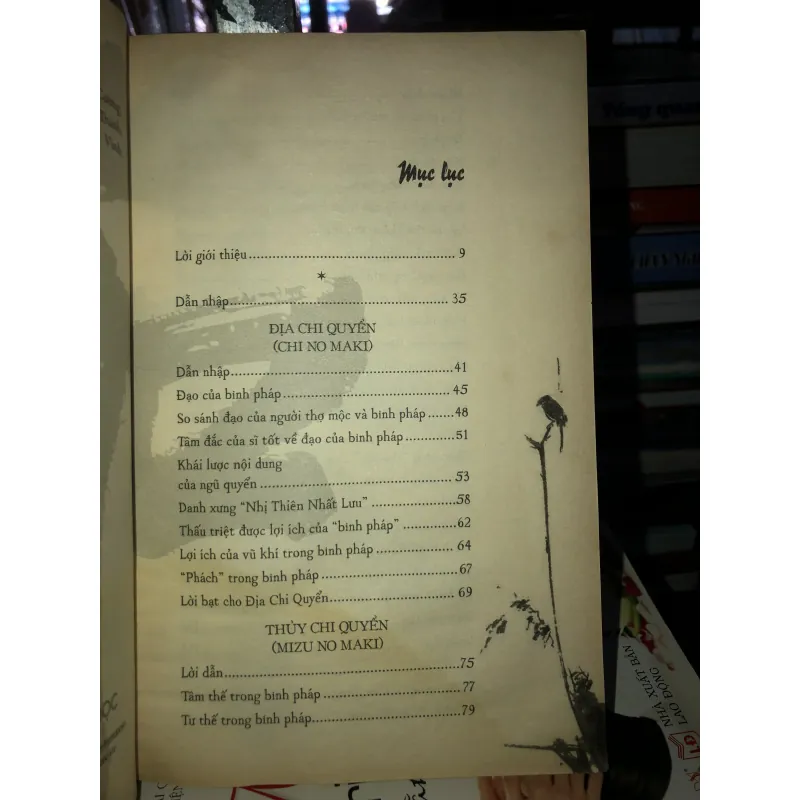 Mục lục
Lời giới thiệu.................................................... 9
*
Dẫn nhập...................................................... 35
ĐỊA CHI QUYỂN
(CHI NO MAKI)
Dẫn nhập........................................................41
Đạo của binh pháp .......................................... 45
So sánh đạo của người thợ mộc và binh pháp .......48
Tâm đắc của sĩ tốt về đạo của binh pháp .............51
Khái lược nội dung
của ngũ quyển ................................................ 53
Danh xưng "Nhị Thiên Nhất Lưu" ......................58
Thấu triệt được lợi ích của "binh pháp" ............. 62
Lợi ích của vũ khí trong binh pháp .................... 64
"Phách" trong binh pháp ..................................67
Lời bạt cho Địa Chi Quyển............................... 69
THỦY CHI QUYỂN
(MIZU NO MAKI)
Lời dẫn ...........................................................75
Tâm thế trong binh pháp ..................................77
Tư thế trong binh pháp.....................................79
NHÀ XUẤT BẢN
LAO ĐỘNG